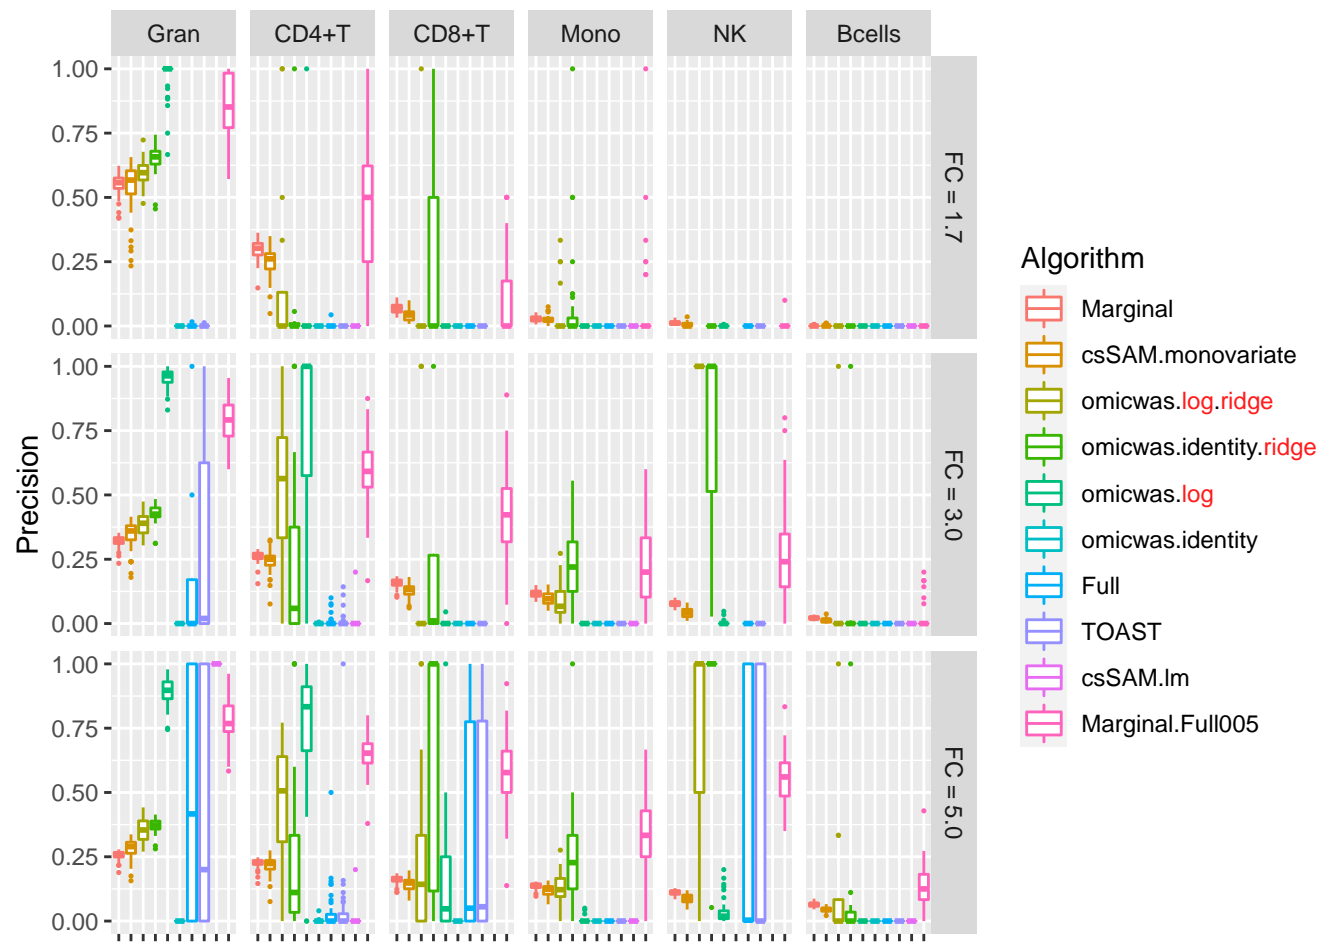 Gran CD4+T CD8+T Mono NK Bcells
1.00
0.75
0.50
0.25
0.00
FC = 1.7
1.00
0.75
0.50
0.25
0.00
FC = 3.0
1.00
0.75
0.50
0.25
0.00
FC = 5.0
Precision
Algorithm
Marginal
csSAM.monovariate
omicwas.log.ridge
omicwas.identity.ridge
omicwas.log
omicwas.identity
Full
TOAST
csSAM.lm
Marginal.Full005